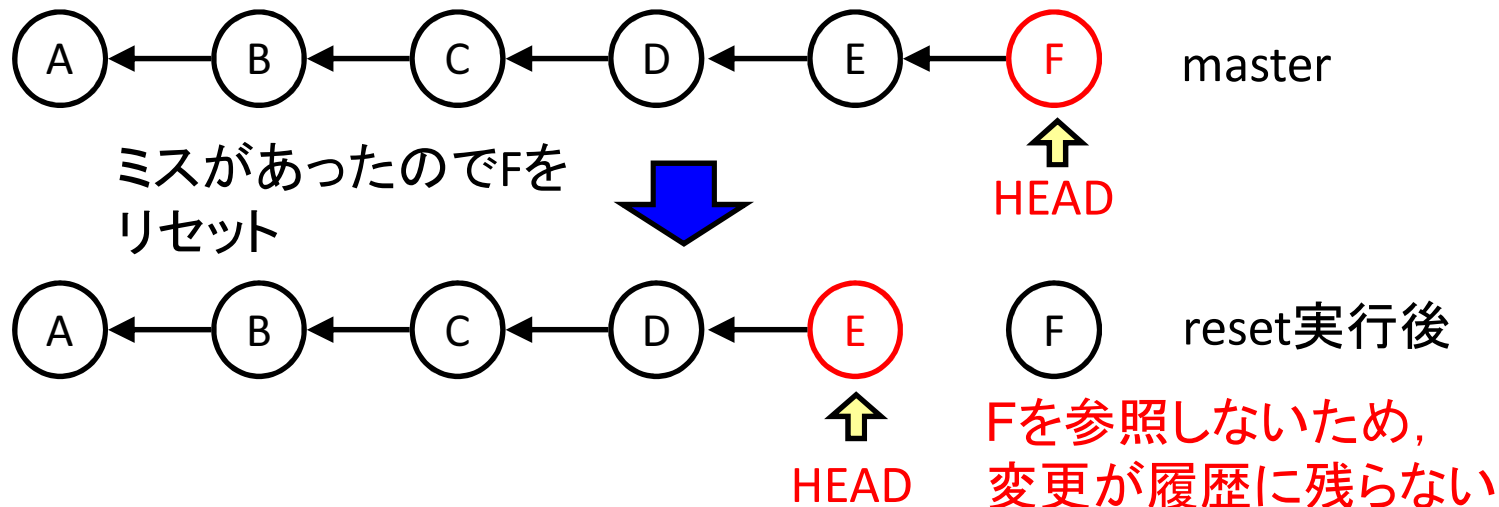 A B C D E F master
HEAD
ミスがあったのでFを
リセット
A B C D E F reset実行後
HEAD
Fを参照しないため,
変更が履歴に残らない